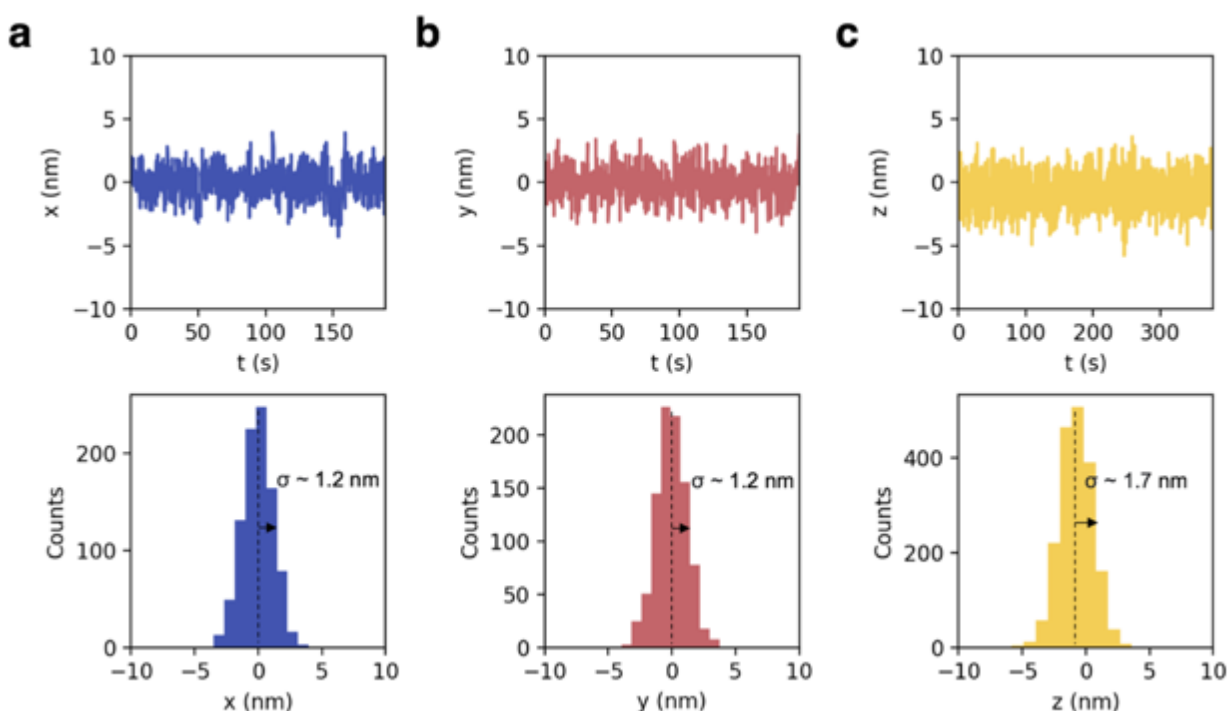 a
10
5
0
−5
−10
x (nm)
0 50 100 150
t (s)
b
10
5
0
−5
−10
y (nm)
0 50 100 150
t (s)
c
10
5
0
−5
−10
z (nm)
0 100 200 300
t (s)
200
100
0
Counts
σ ~ 1.2 nm
−10 −5 0 5 10
x (nm)
200
150
100
50
0
Counts
σ ~ 1.2 nm
−10 −5 0 5 10
y (nm)
400
200
0
Counts
σ ~ 1.7 nm
−10 −5 0 5 10
z (nm)